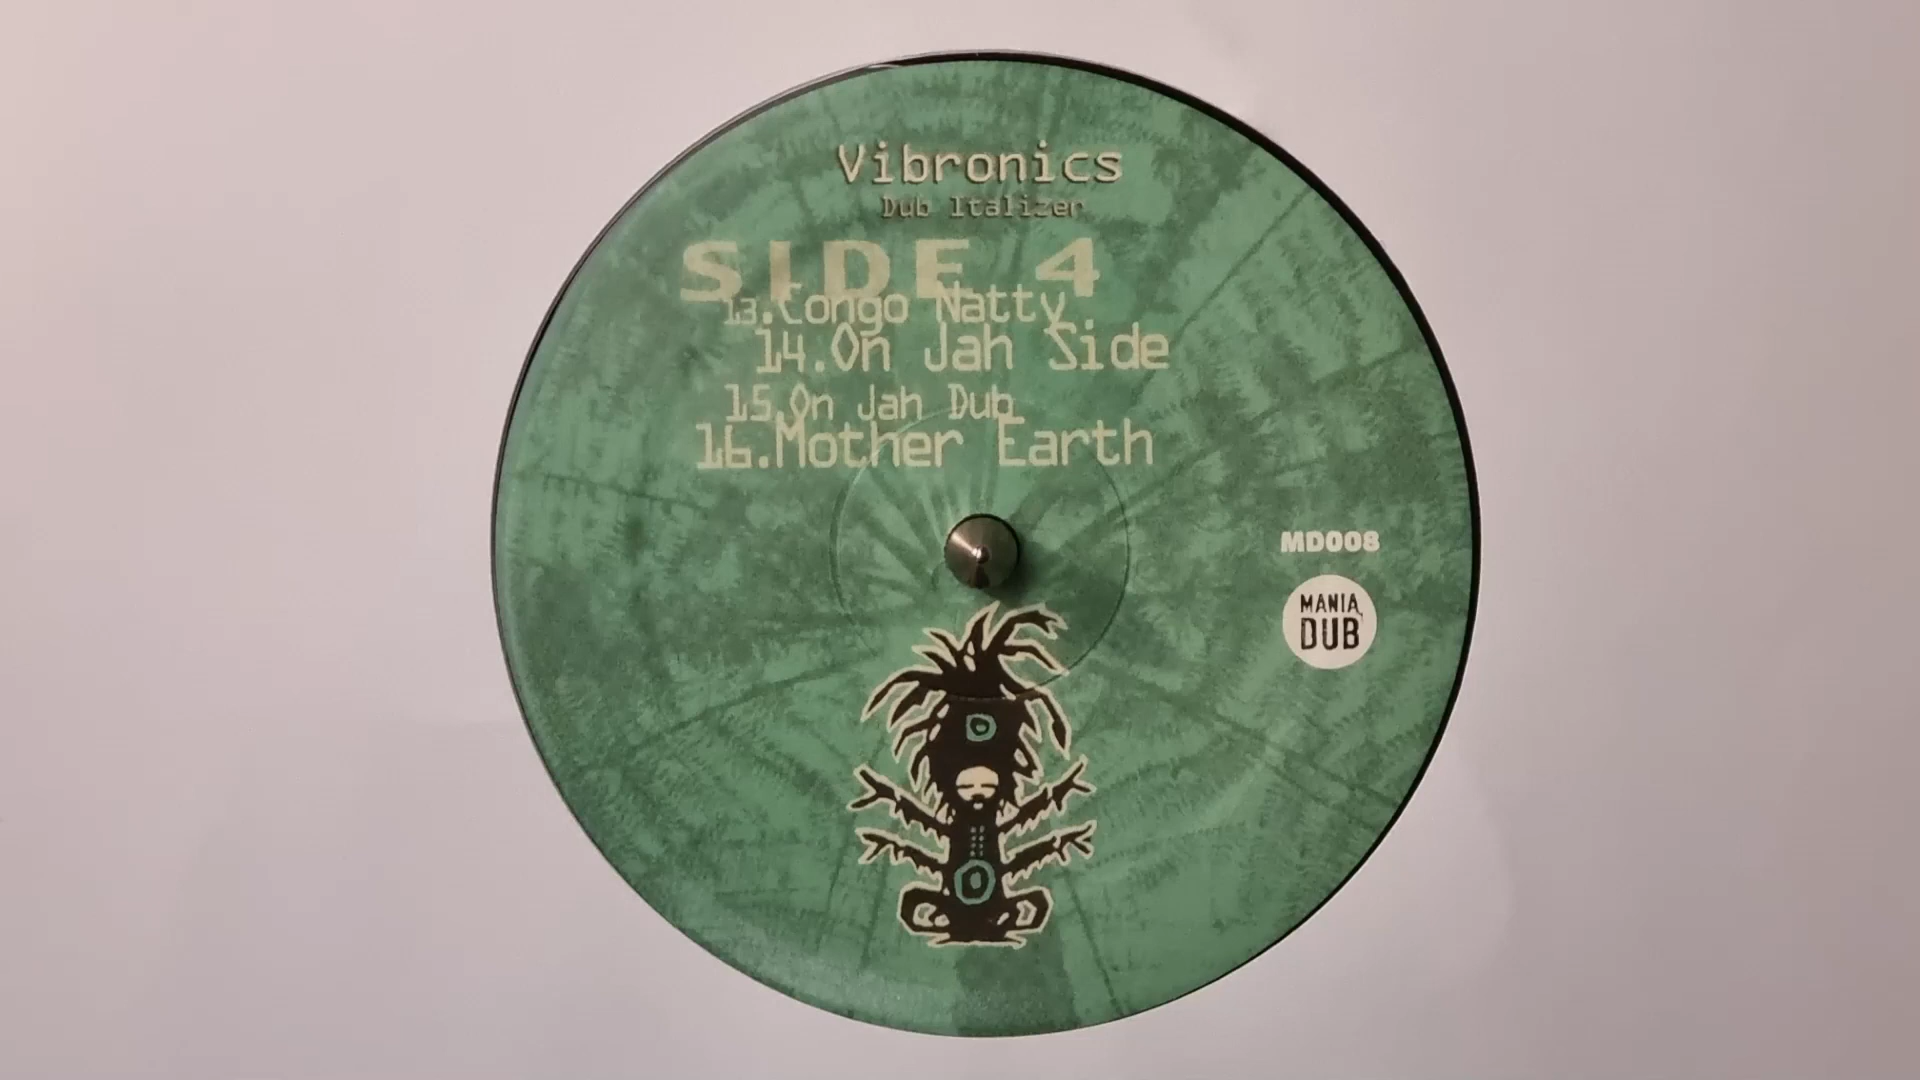 Vibronics
Dub Italizer
SIDE 4
13.Congo Natty
14.On Jah Side
15.On Jah Dub
16.Mother Earth
MD008
MANIA
DUB